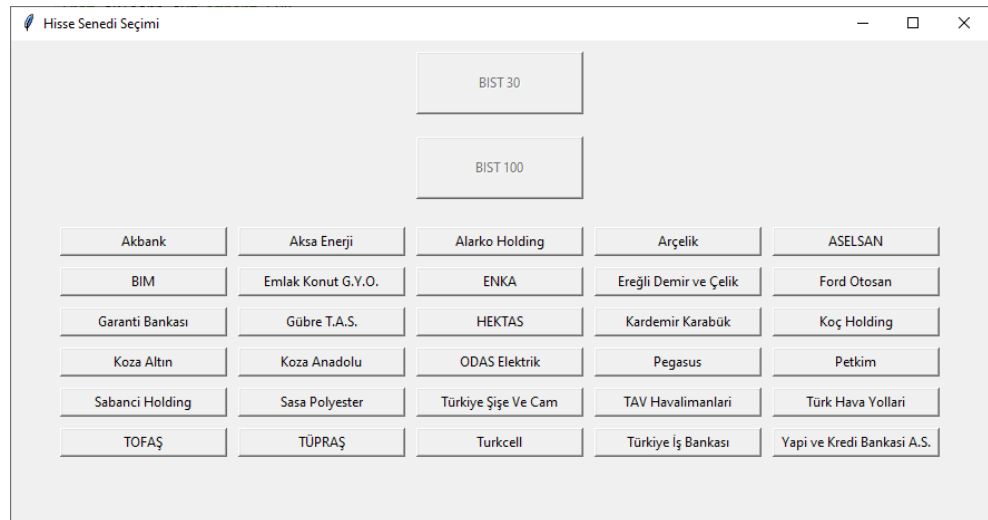 Hisse Senedi Seçimi
BIST 30
BIST 100
Akbank Aksa Enerji Alarko Holding Arçelik ASELSAN
BIM Emlak Konut G.Y.O. ENKA Ereğli Demir ve Çelik Ford Otosan
Garanti Bankası Gübre T.A.S. HEKTAS Kardemir Karabük Koç Holding
Koza Altın Koza Anadolu ODAS Elektrik Pegasus Petkim
Sabanci Holding Sasa Polyester Türkiye Şişe Ve Cam TAV Havalimanlari Türk Hava Yollari
TOFAŞ TÜPRAŞ Turkcell Türkiye İş Bankası Yapi ve Kredi Bankasi A.S.